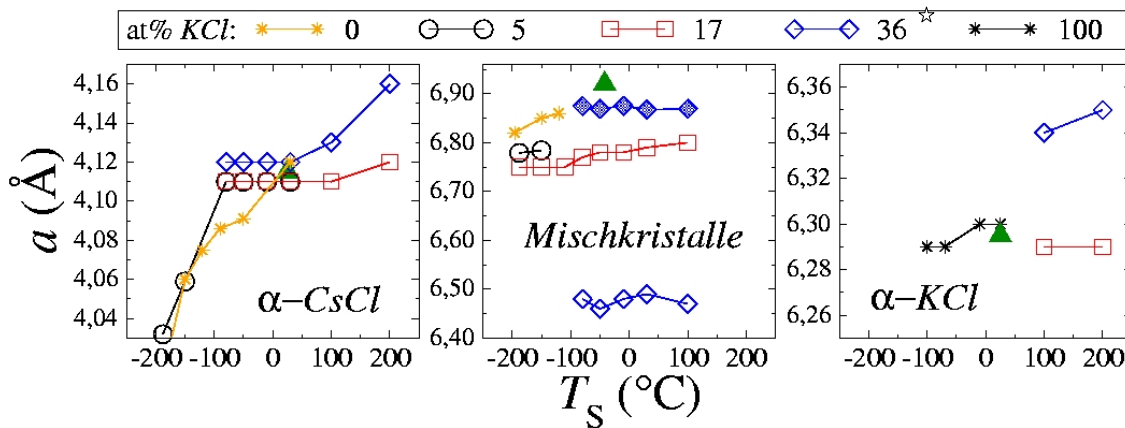 at% KCl: 0 5 17 36 ☆ 100
a (Å)
4,16
4,14
4,12
4,10
4,08
4,06
4,04
-200 -100 0 100 200
α−CsCl
6,90
6,80
6,70
6,60
6,50
6,40
-200 -100 0 100 200
Mischkristalle
6,36
6,34
6,32
6,30
6,28
6,26
-200 -100 0 100 200
α−KCl
T_S (°C)